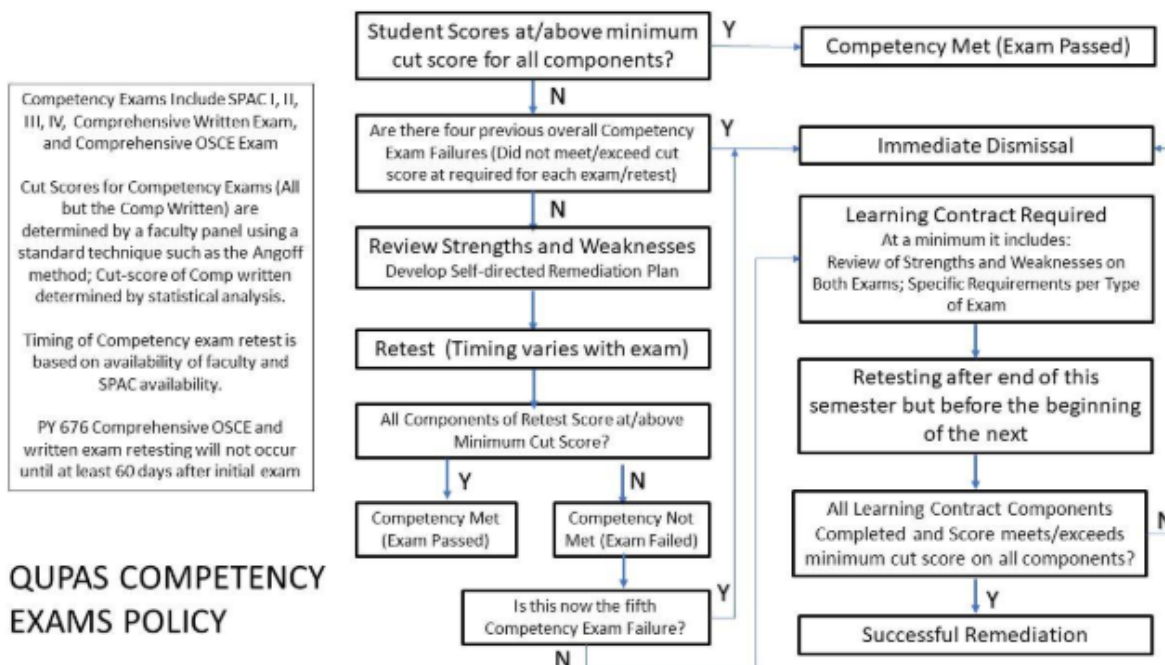 Student Scores at/above minimum
cut score for all components?
Y
Competency Met (Exam Passed)
N
Competency Exams Include SPAC I, II,
III, IV, Comprehensive Written Exam,
and Comprehensive OSCE Exam
Cut Scores for Competency Exams (All
but the Comp Written) are
determined by a faculty panel using a
standard technique such as the Angoff
method; Cut-score of Comp written
determined by statistical analysis.
Timing of Competency exam retest is
based on availability of faculty and
SPAC availability.
PY 676 Comprehensive OSCE and
written exam retesting will not occur
until at least 60 days after initial exam
Are there four previous overall Competency
Exam Failures (Did not meet/exceed cut
score at required for each exam/retest)
Y
Immediate Dismissal
N
Review Strengths and Weaknesses
Develop Self-directed Remediation Plan
Retest (Timing varies with exam)
All Components of Retest Score at/above
Minimum Cut Score?
Y
N
Competency Met
(Exam Passed)
Competency Not
Met (Exam Failed)
Is this now the fifth
Competency Exam Failure?
Y
N
Learning Contract Required
At a minimum it includes:
Review of Strengths and Weaknesses on
Both Exams; Specific Requirements per Type
of Exam
Retesting after end of this
semester but before the beginning
of the next
All Learning Contract Components
Completed and Score meets/exceeds
minimum cut score on all components?
N
Y
Successful Remediation
QUPAS COMPETENCY
EXAMS POLICY